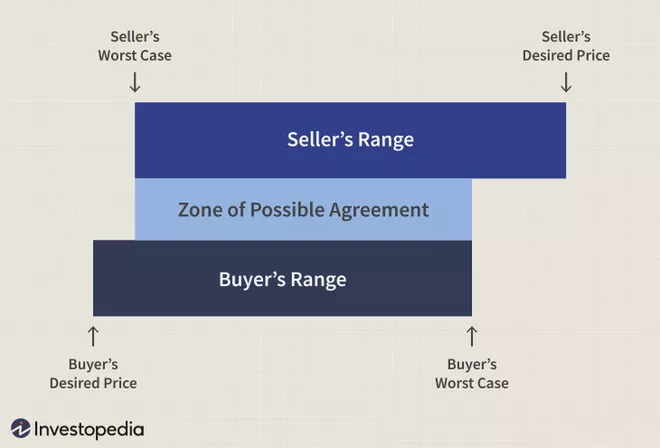 Seller’s
Worst Case
Seller’s
Desired Price
Seller’s Range
Zone of Possible Agreement
Buyer’s Range
Buyer’s
Desired Price
Buyer’s
Worst Case
Investopedia